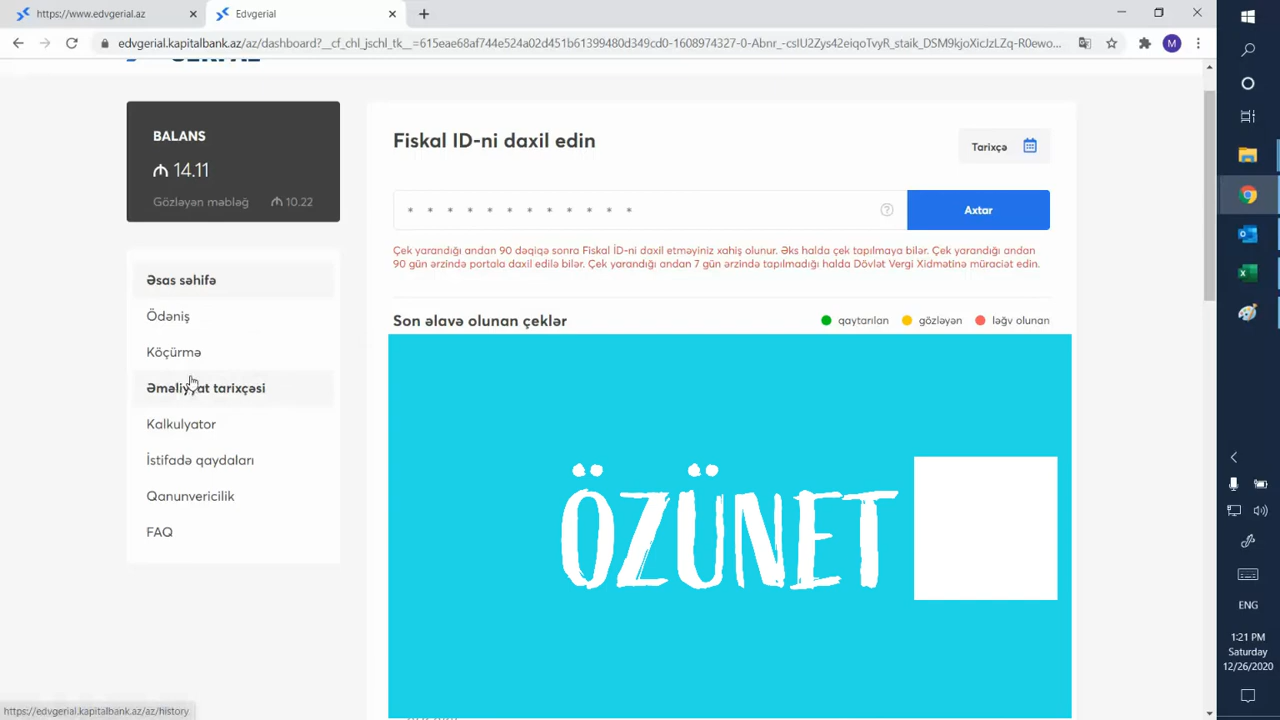 https://www.edvgerial.az
Edvgerial
edvgerial.kapitalbank.az/az/dashboard?__cf_chl_jschl_tk__=615eae68af744e524a02d451b61399480d349cd0-1608974327-0-Abnr_-csIU2Zys42eiqoTvyR_staik_DSM9kjoXicJzLZq-R0ewo...
M
BALANS
₼ 14.11
Gözləyən məbləğ ₼ 10.22
Əsas səhifə
Ödəniş
Köçürmə
Əməliyyat tarixçəsi
Kalkulyator
İstifadə qaydaları
Qanunvericilik
FAQ
Fiskal ID-ni daxil edin
Tarixçə
* * * * * * * * * * * *
Axtar
Çek yarandığı andan 90 dəqiqə sonra Fiskal İD-ni daxil etməyiniz xahiş olunur. Əks halda çek tapılmaya bilər. Çek yarandığı andan
90 gün ərzində portala daxil edilə bilər. Çek yarandığı andan 7 gün ərzində tapılmadığı halda Dövlət Vergi Xidmətinə müraciət edin.
Son əlavə olunan çeklər
qaytarılan gözləyən ləğv olunan
ÖZÜNET
https://edvgerial.kapitalbank.az/az/history
ENG
1:21 PM
Saturday
12/26/2020